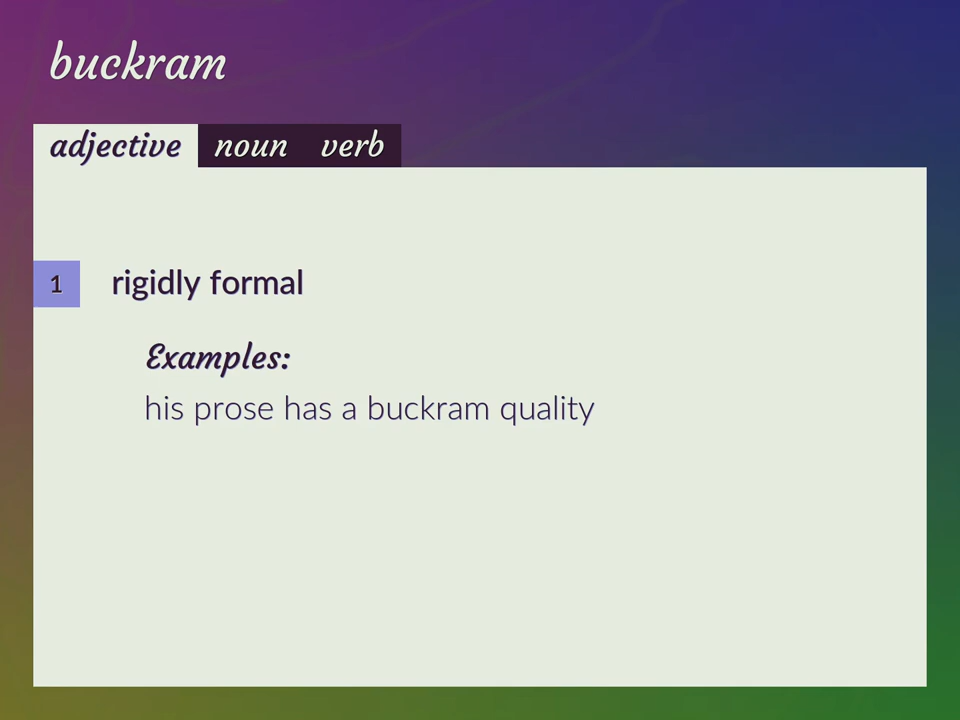 buckram
adjective noun verb
1 rigidly formal
Examples:
his prose has a buckram quality